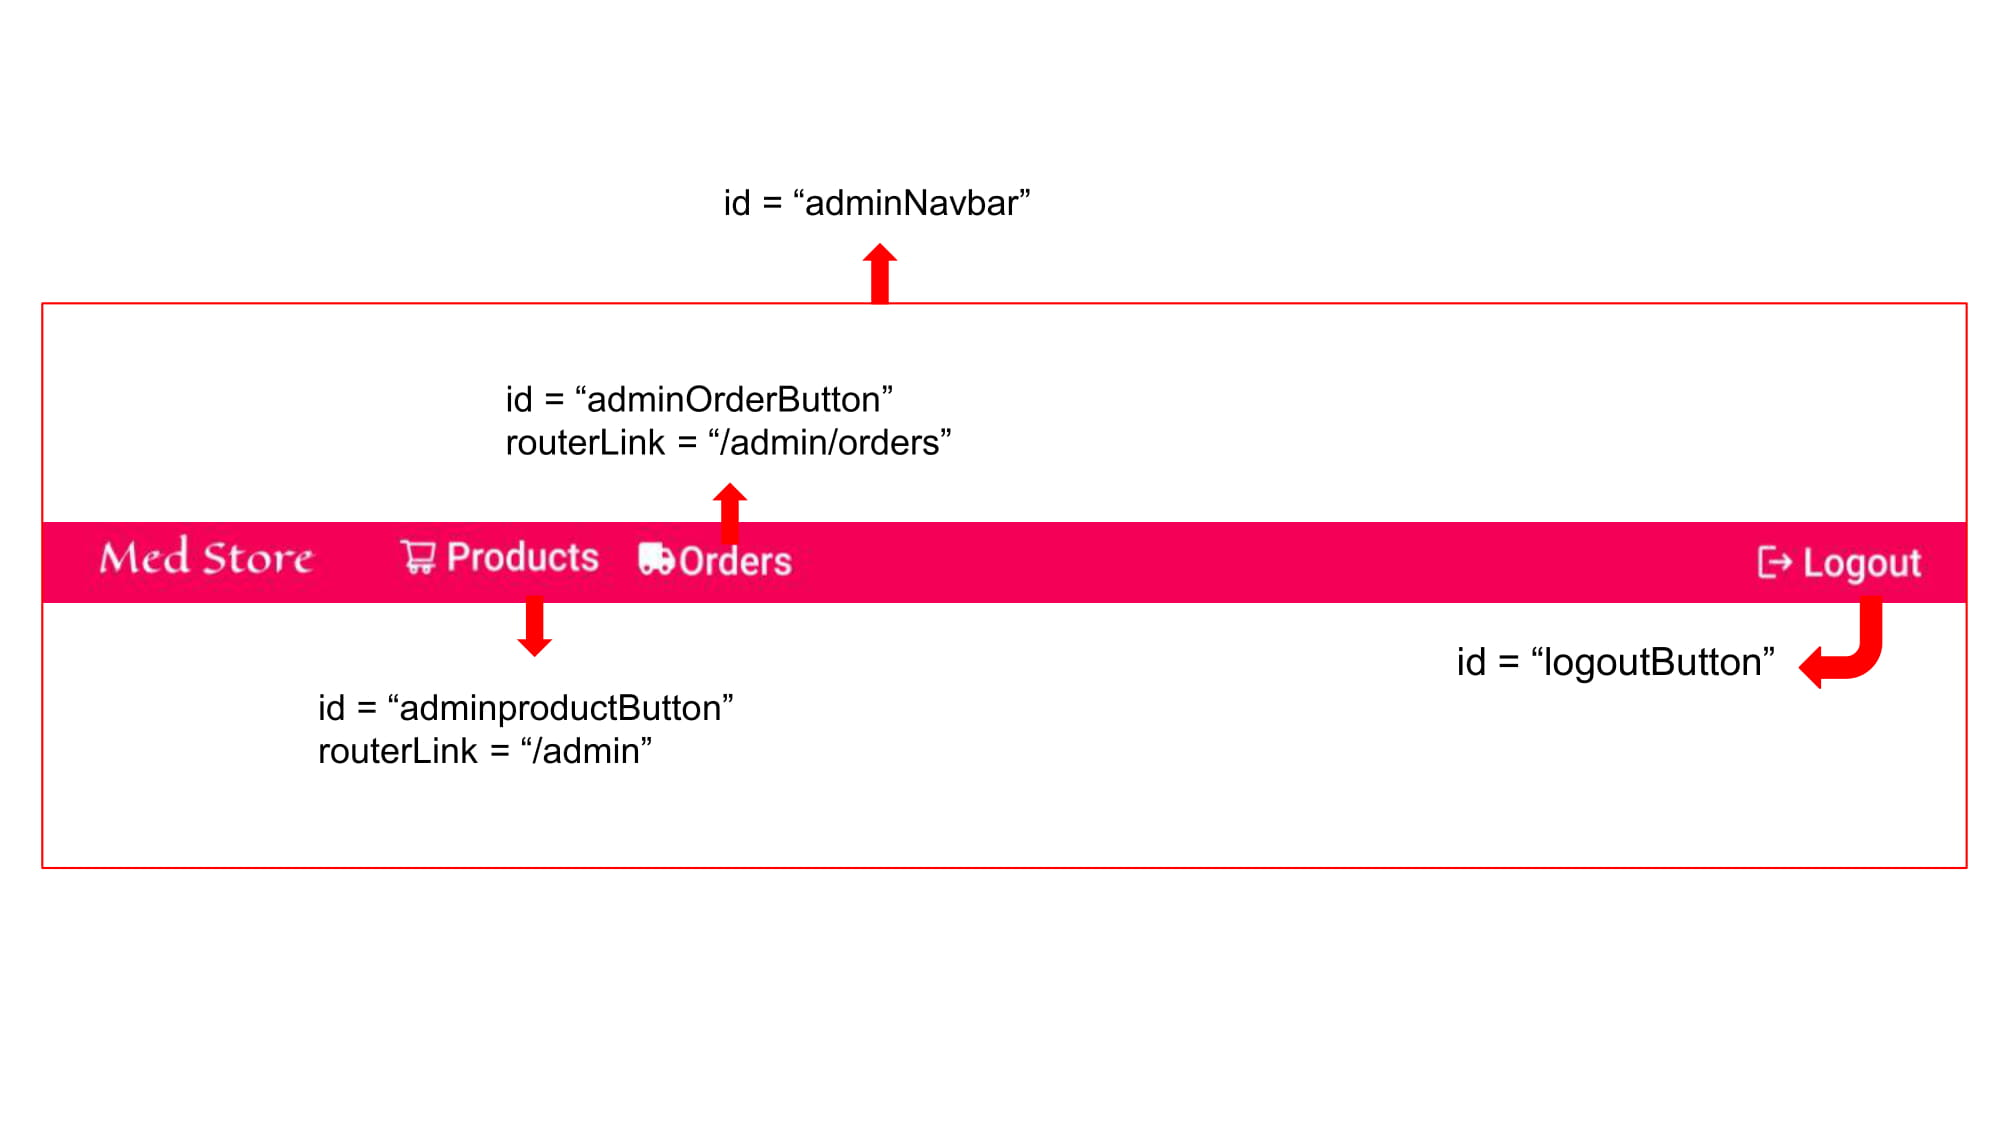 id = “adminNavbar”
id = “adminOrderButton”
routerLink = “/admin/orders”
Med Store
Products
Orders
Logout
id = “logoutButton”
id = “adminproductButton”
routerLink = “/admin”